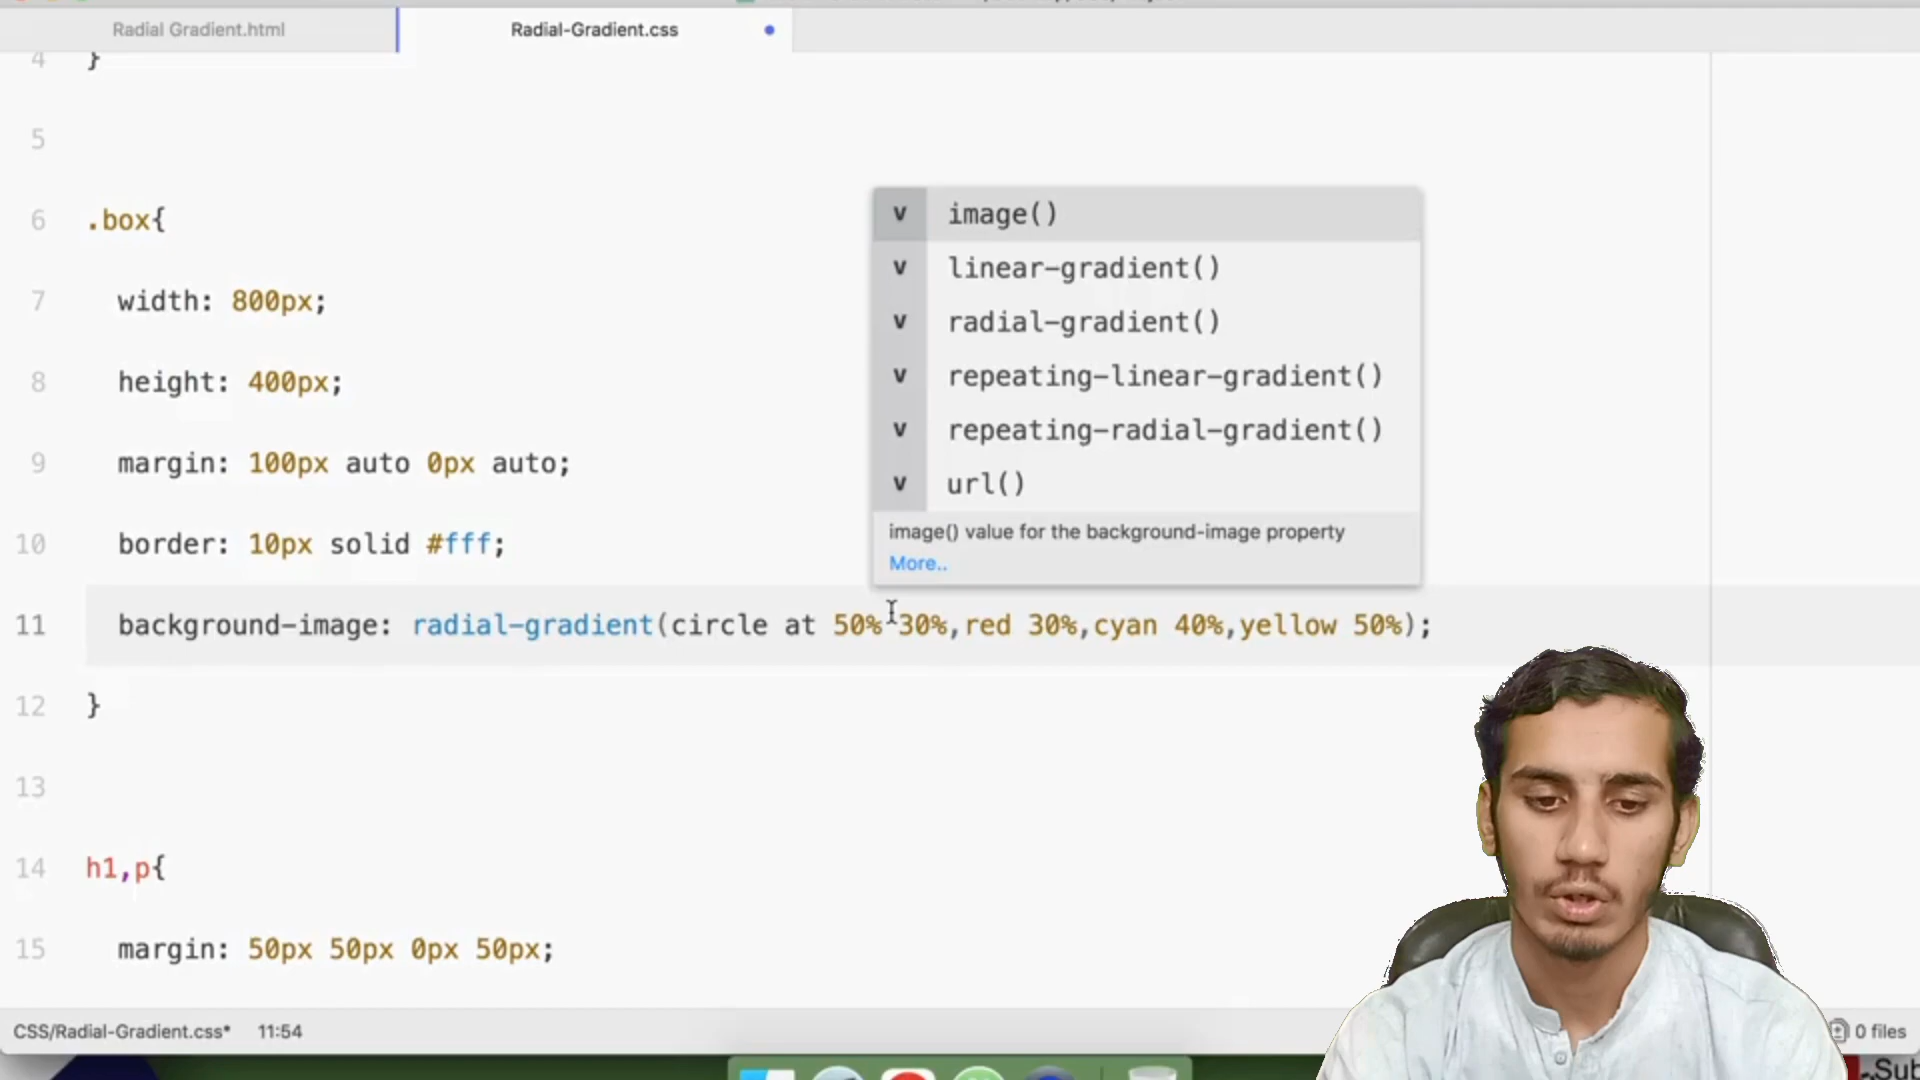 Radial Gradient.html
Radial-Gradient.css
4 }
5
6 .box{
7 width: 800px;
8 height: 400px;
9 margin: 100px auto 0px auto;
10 border: 10px solid #fff;
11 background-image: radial-gradient(circle at 50% 30%,red 30%,cyan 40%,yellow 50%);
12 }
13
14 h1,p{
15 margin: 50px 50px 0px 50px;
v image()
v linear-gradient()
v radial-gradient()
v repeating-linear-gradient()
v repeating-radial-gradient()
v url()
image() value for the background-image property
More..
CSS/Radial-Gradient.css* 11:54
0 files